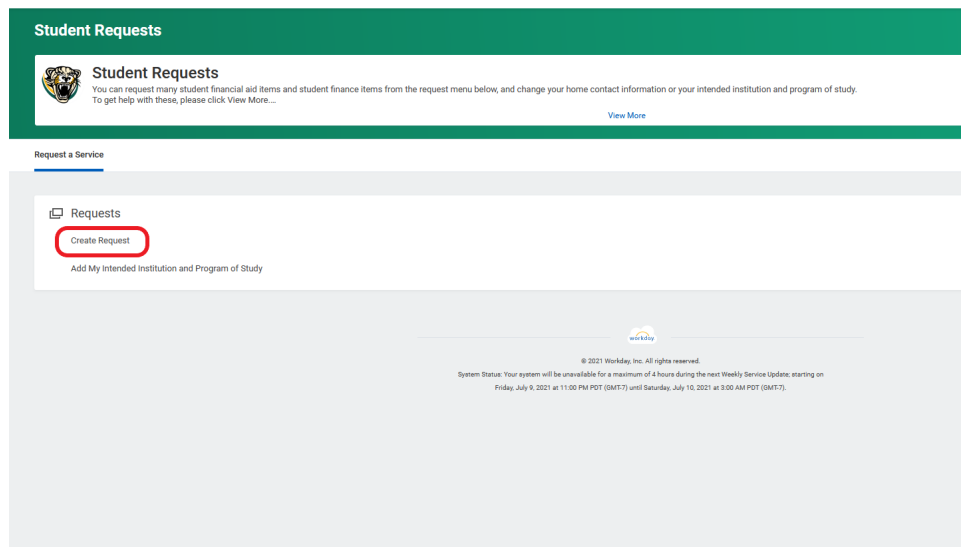 Student Requests
Student Requests
You can request many student financial aid items and student finance items from the request menu below, and change your home contact information or your intended institution and program of study.
To get help with these, please click View More....
View More
Request a Service
Requests
Create Request
Add My Intended Institution and Program of Study
workday
© 2021 Workday, Inc. All rights reserved.
System Status: Your system will be unavailable for a maximum of 4 hours during the next Weekly Service Update; starting on
Friday, July 9, 2021 at 11:00 PM PDT (GMT-7) until Saturday, July 10, 2021 at 3:00 AM PDT (GMT-7).